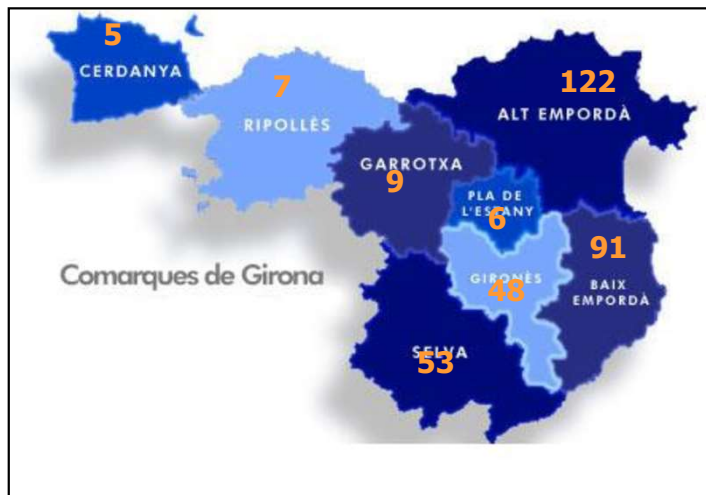 5
CERDANYA
7
RIPOLLÈS
122
ALT EMPORDÀ
GARROTXA
9
PLA DE
L'ESTANY
6
91
BAIX
EMPORDÀ
GIRONÈS
48
Comarques de Girona
SELVA
53